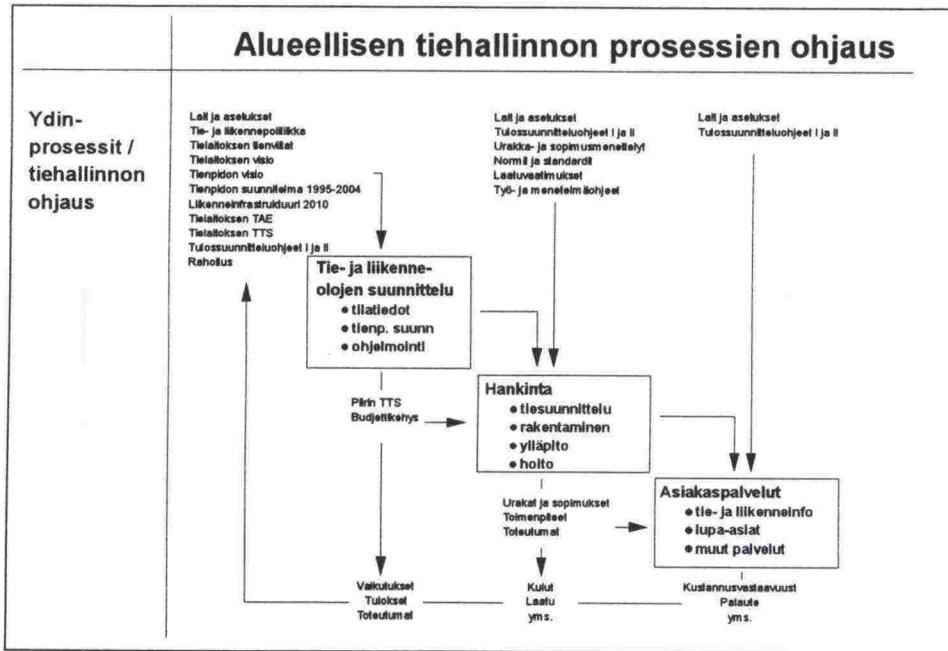 Alueellisen tiehallinnon prosessien ohjaus
Ydin-
prosessit /
tiehallinnon
ohjaus
Lait ja asetukset
Tie- ja liikennepolitiikka
Tielaitoksen tienviitat
Tielaitoksen visio
Tienpidon visio
Tienpidon suunnitelma 1995-2004
Liikenneinfrastruktuuri 2010
Tielaitoksen TAE
Tielaitoksen TTS
Tulossuunnitteluohjeet I ja II
Rahoitus
Lait ja asetukset
Tulossuunnitteluohjeet I ja II
Urakka- ja sopimusmenettelyt
Normit ja standardit
Laatuvaatimukset
Työ- ja menetelmäohjeet
Lait ja asetukset
Tulossuunnitteluohjeet I ja II
Tie- ja liikenne-
olojen suunnittelu
● tilatiedot
● tienp. suunn
● ohjelmointi
Piirin TTS
Budjettikehys
Hankinta
● tiesuunnittelu
● rakentaminen
● ylläpito
● hoito
Urakat ja sopimukset
Toimenpiteet
Toteutumat
Asiakaspalvelut
● tie- ja liikenneinfo
● lupa-asiat
● muut palvelut
Vaikutukset
Tulokset
Toteutumat
Kulut
Laatu
yms.
Kustannusvastaavuust
Palaute
yms.